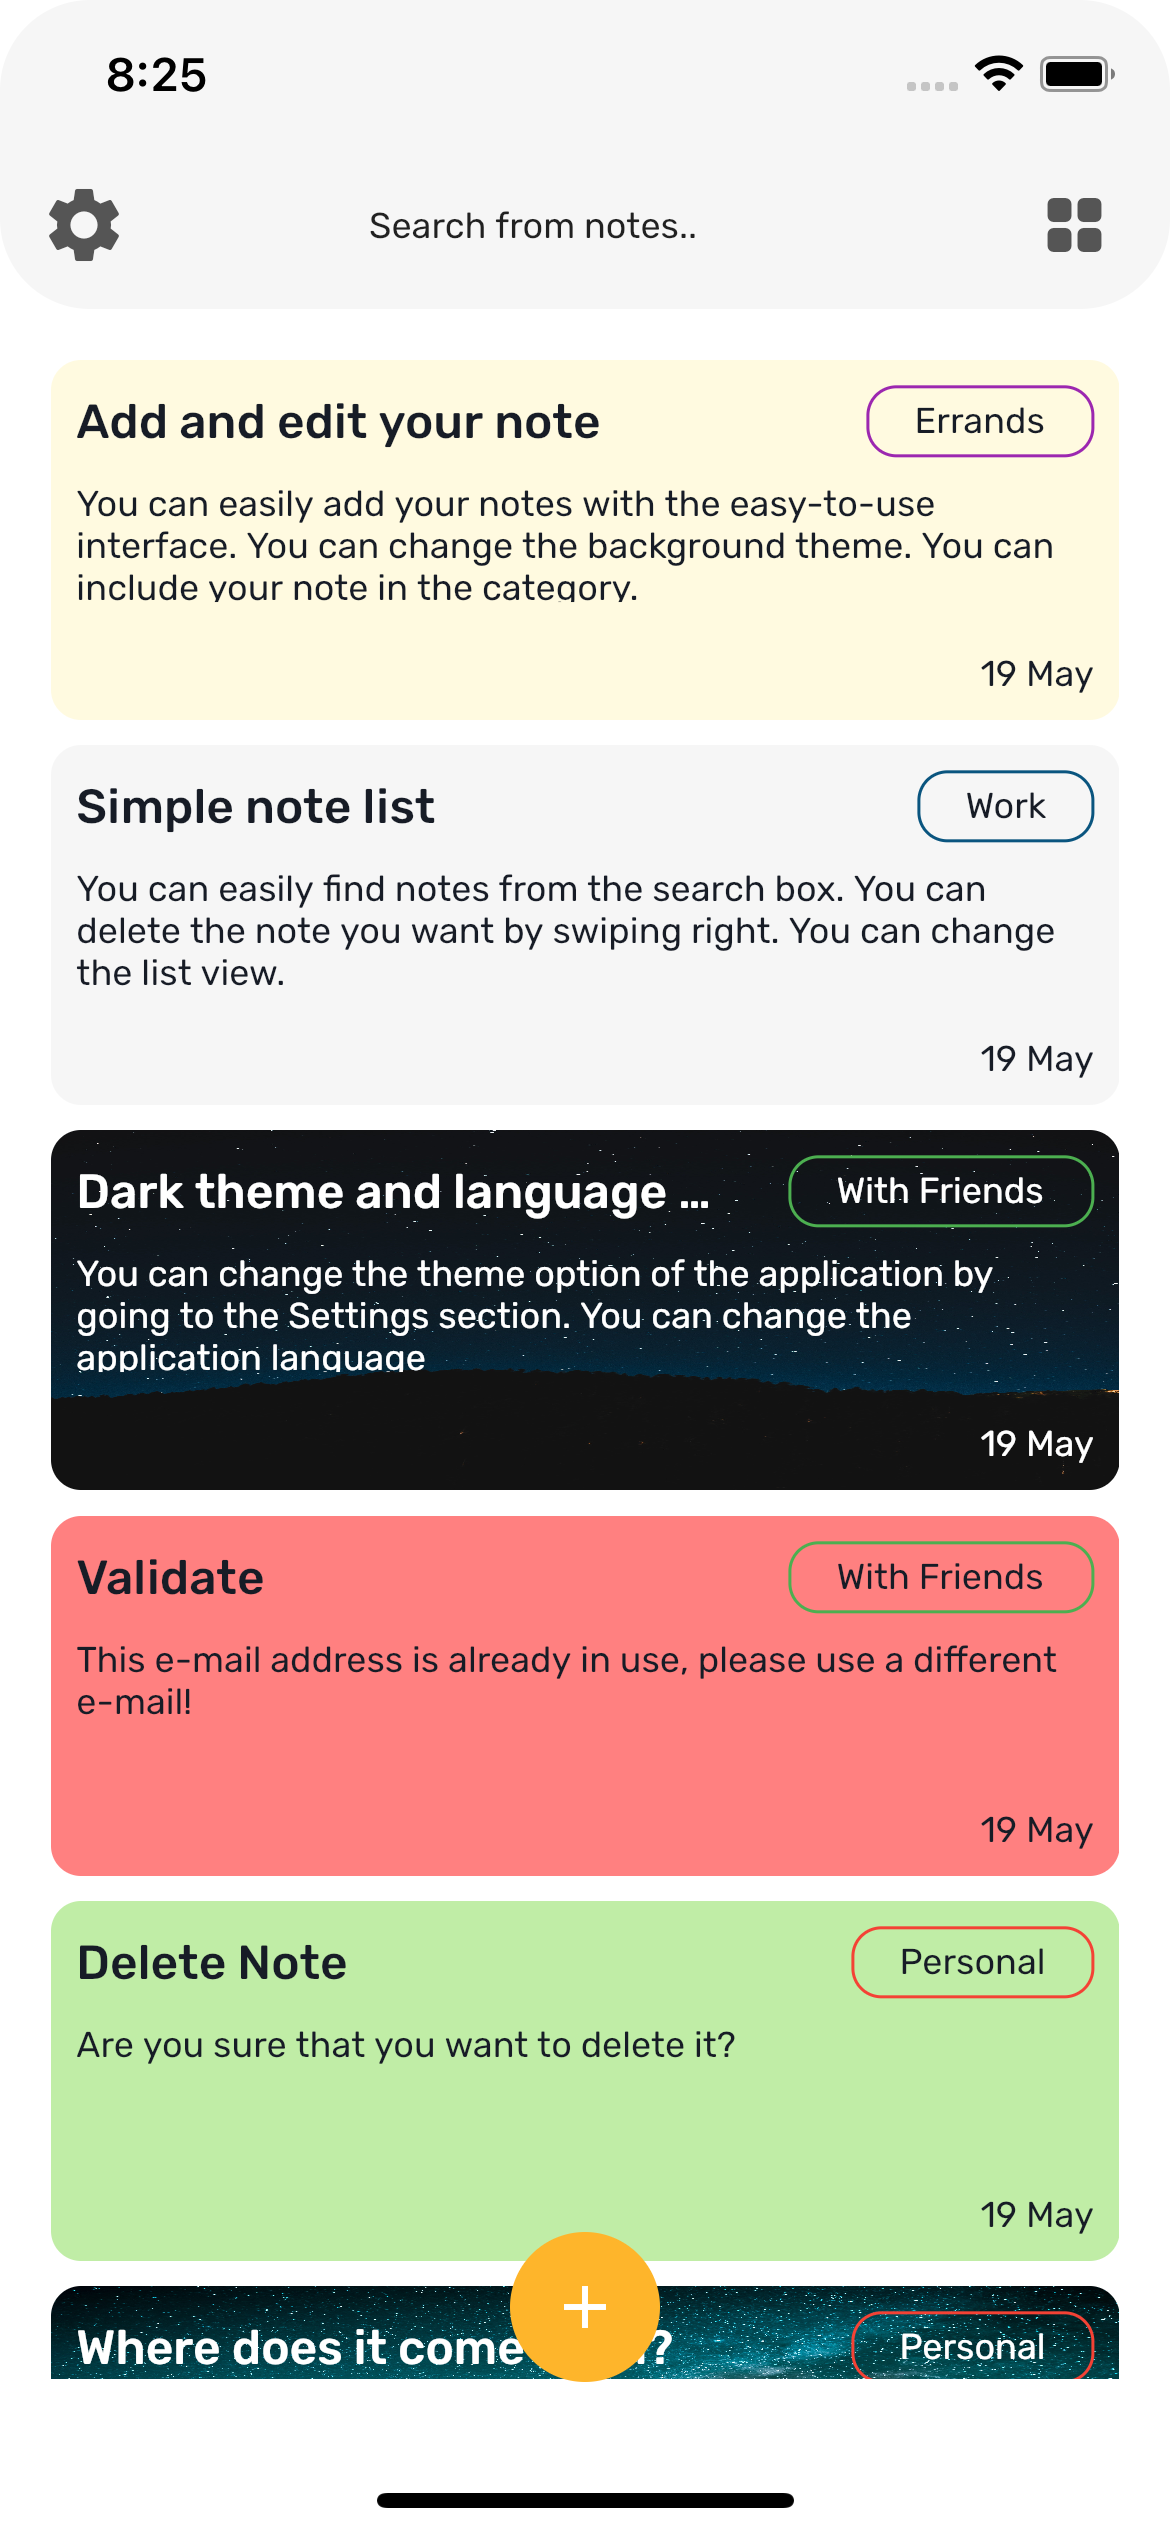 8:25
Search from notes..
Add and edit your note
Errands
You can easily add your notes with the easy-to-use
interface. You can change the background theme. You can
include your note in the category.
19 May
Simple note list
Work
You can easily find notes from the search box. You can
delete the note you want by swiping right. You can change
the list view.
19 May
Dark theme and language ...
With Friends
You can change the theme option of the application by
going to the Settings section. You can change the
application language
19 May
Validate
With Friends
This e-mail address is already in use, please use a different
e-mail!
19 May
Delete Note
Personal
Are you sure that you want to delete it?
19 May
Where does it come ?
Personal